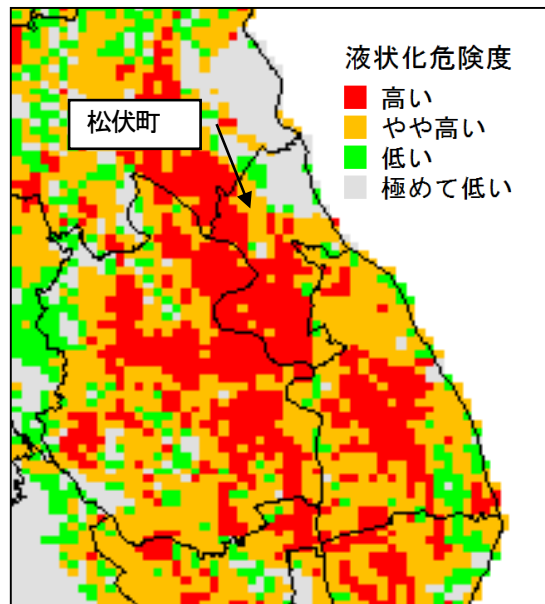 液状化危険度
高い
やや高い
低い
極めて低い
松伏町